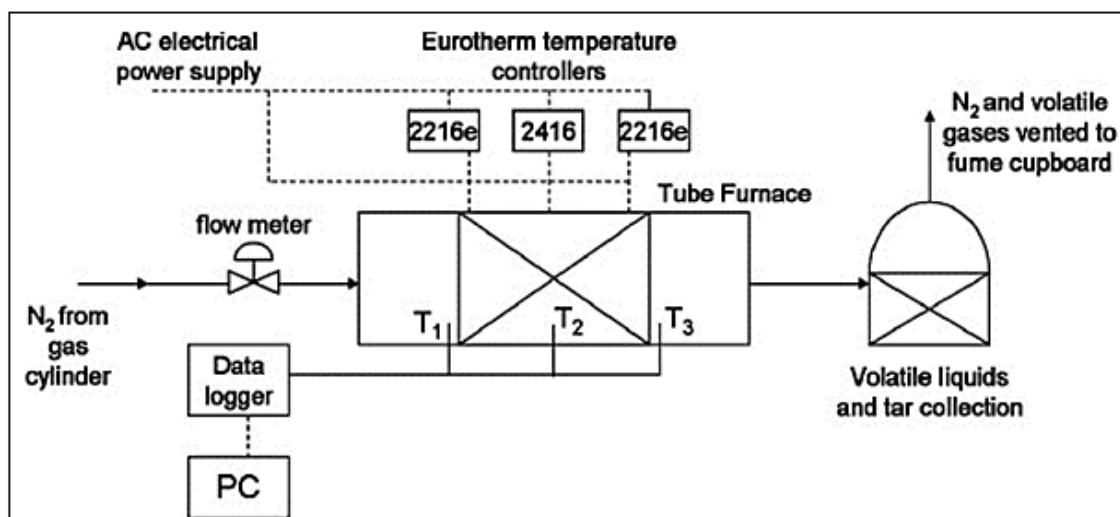 AC electrical
power supply
Eurotherm temperature
controllers
2216e
2416
2216e
N₂ and volatile
gases vented to
fume cupboard
Tube Furnace
flow meter
N₂ from
gas
cylinder
T₁
T₂
T₃
Data
logger
PC
Volatile liquids
and tar collection